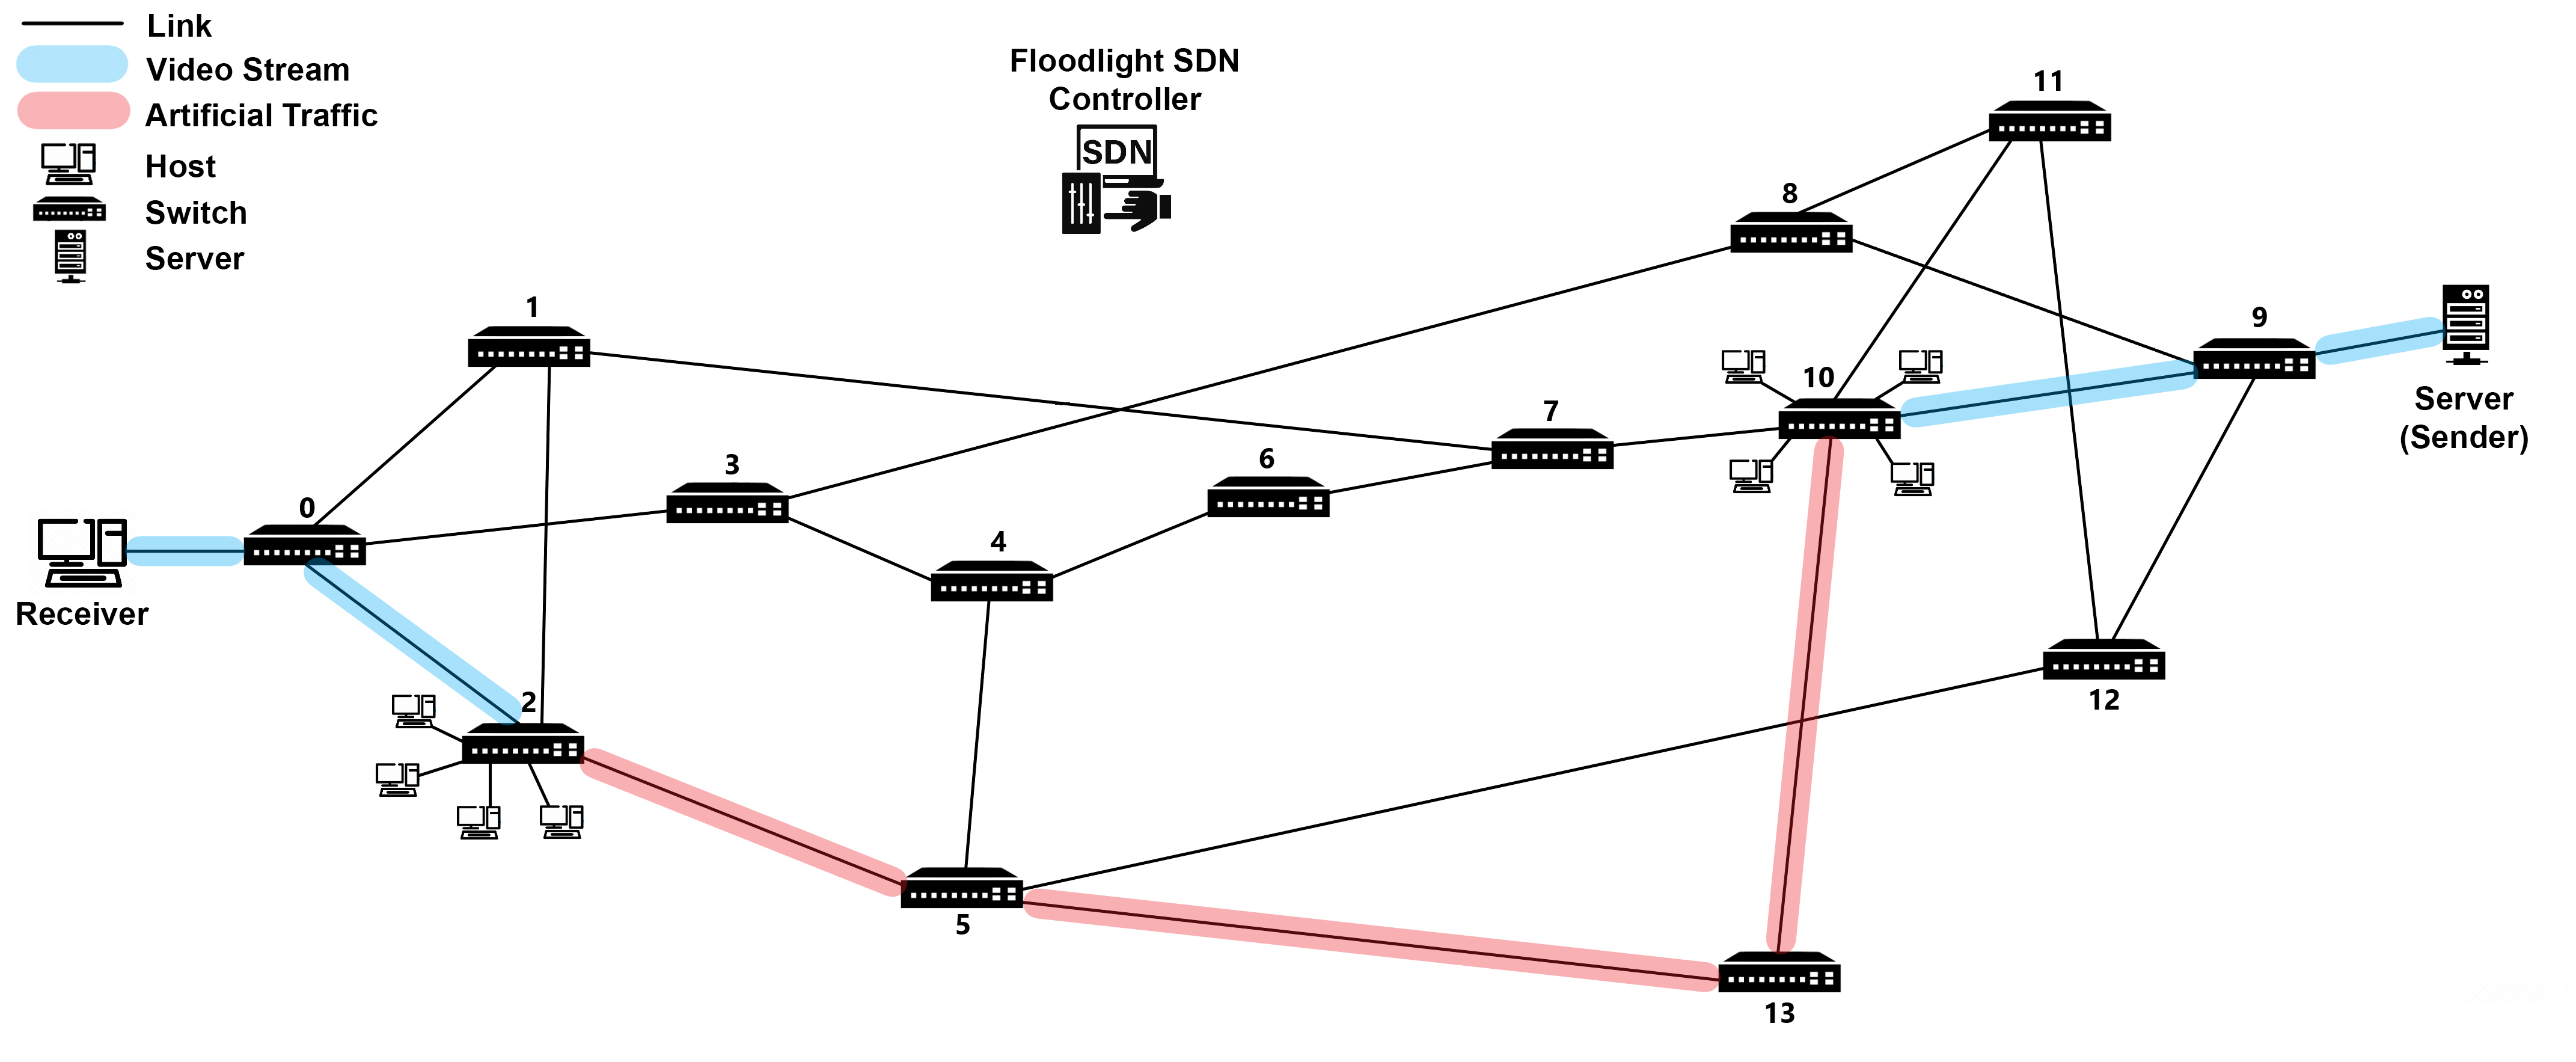 Link
Video Stream
Artificial Traffic
Host
Switch
Server
Floodlight SDN
Controller
SDN
11
8
1
9
10
7
3
6
0
4
Server
(Sender)
Receiver
2
12
5
13